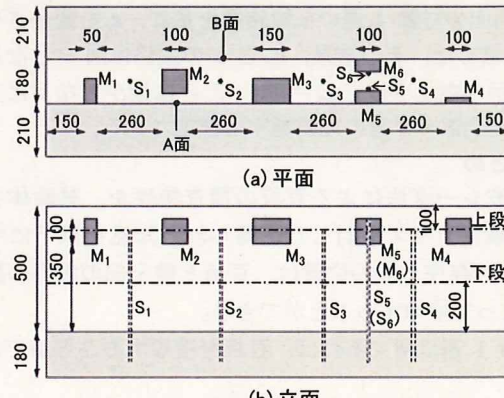 B面
50 100 150 100 100
210
180
210
M₁ S₁ M₂ S₂ M₃ S₃ S₆ M₆ S₅ S₄ M₄
M₅
150 260 260 260 260 150
A面
(a) 平面
100 上段
M₁ M₂ M₃ M₅ M₄
(M₆)
下段
500 100 350
S₁ S₂ S₃ S₅ S₄
(S₆)
200
180
(b) 立面